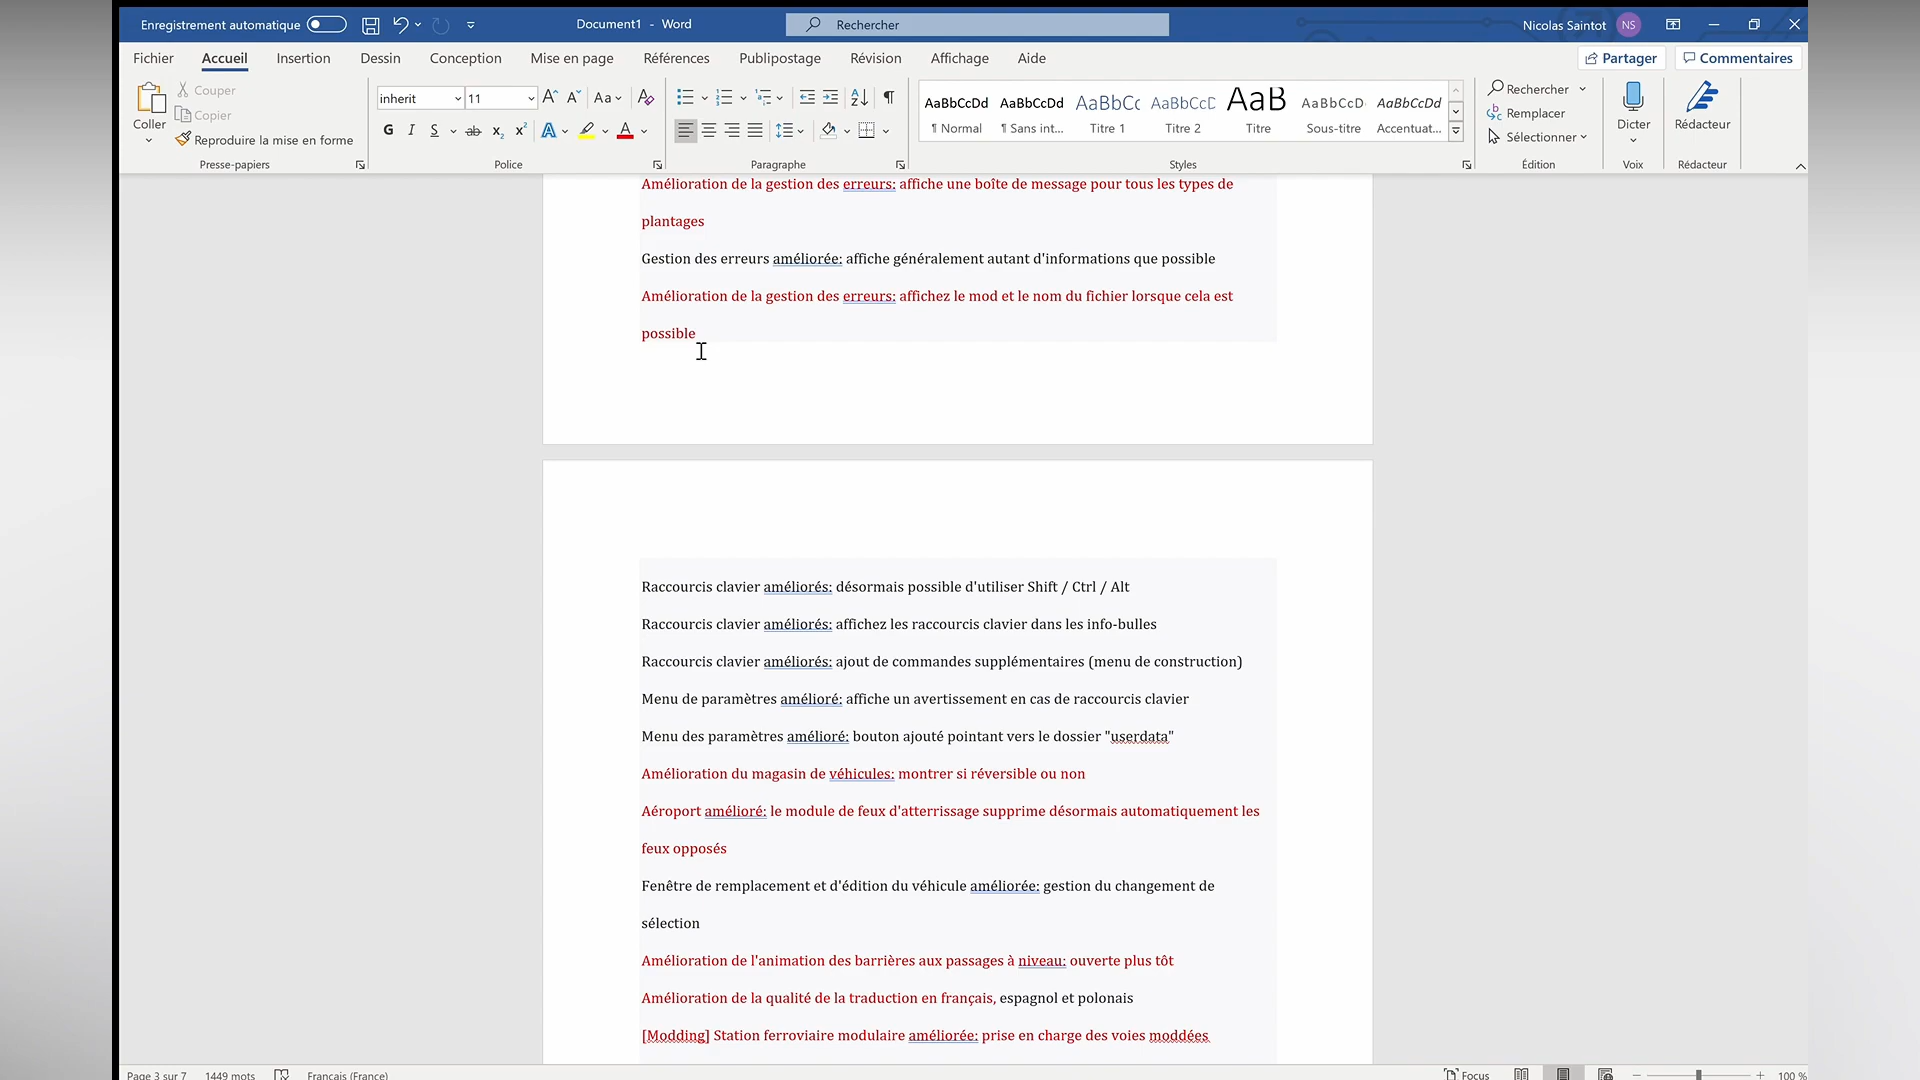 Enregistrement automatique
Document1 - Word
Rechercher
Nicolas Saintot
NS
Fichier Accueil Insertion Dessin Conception Mise en page Références Publipostage Révision Affichage Aide
Partager
Commentaires
Coller
Couper
Copier
Reproduire la mise en forme
Presse-papiers
inherit
11
Aa
G I S ab x₂ x² A A
Police
Paragraphe
AaBbCcDd AaBbCcDd AaBbCc AaBbCcD AaB AaBbCcD AaBbCcDd
¶ Normal ¶ Sans int... Titre 1 Titre 2 Titre Sous-titre Accentuat...
Styles
Rechercher
Remplacer
Sélectionner
Édition
Dicter
Voix
Rédacteur
Rédacteur
Amélioration de la gestion des erreurs: affiche une boîte de message pour tous les types de
plantages
Gestion des erreurs améliorée: affiche généralement autant d'informations que possible
Amélioration de la gestion des erreurs: affichez le mod et le nom du fichier lorsque cela est
possible
Raccourcis clavier améliorés: désormais possible d'utiliser Shift / Ctrl / Alt
Raccourcis clavier améliorés: affichez les raccourcis clavier dans les info-bulles
Raccourcis clavier améliorés: ajout de commandes supplémentaires (menu de construction)
Menu de paramètres amélioré: affiche un avertissement en cas de raccourcis clavier
Menu des paramètres amélioré: bouton ajouté pointant vers le dossier "userdata"
Amélioration du magasin de véhicules: montrer si réversible ou non
Aéroport amélioré: le module de feux d'atterrissage supprime désormais automatiquement les
feux opposés
Fenêtre de remplacement et d'édition du véhicule améliorée: gestion du changement de
sélection
Amélioration de l'animation des barrières aux passages à niveau: ouverte plus tôt
Amélioration de la qualité de la traduction en français, espagnol et polonais
[Modding] Station ferroviaire modulaire améliorée: prise en charge des voies moddées
Page 3 sur 7 1449 mots Français (France)
Focus
100 %